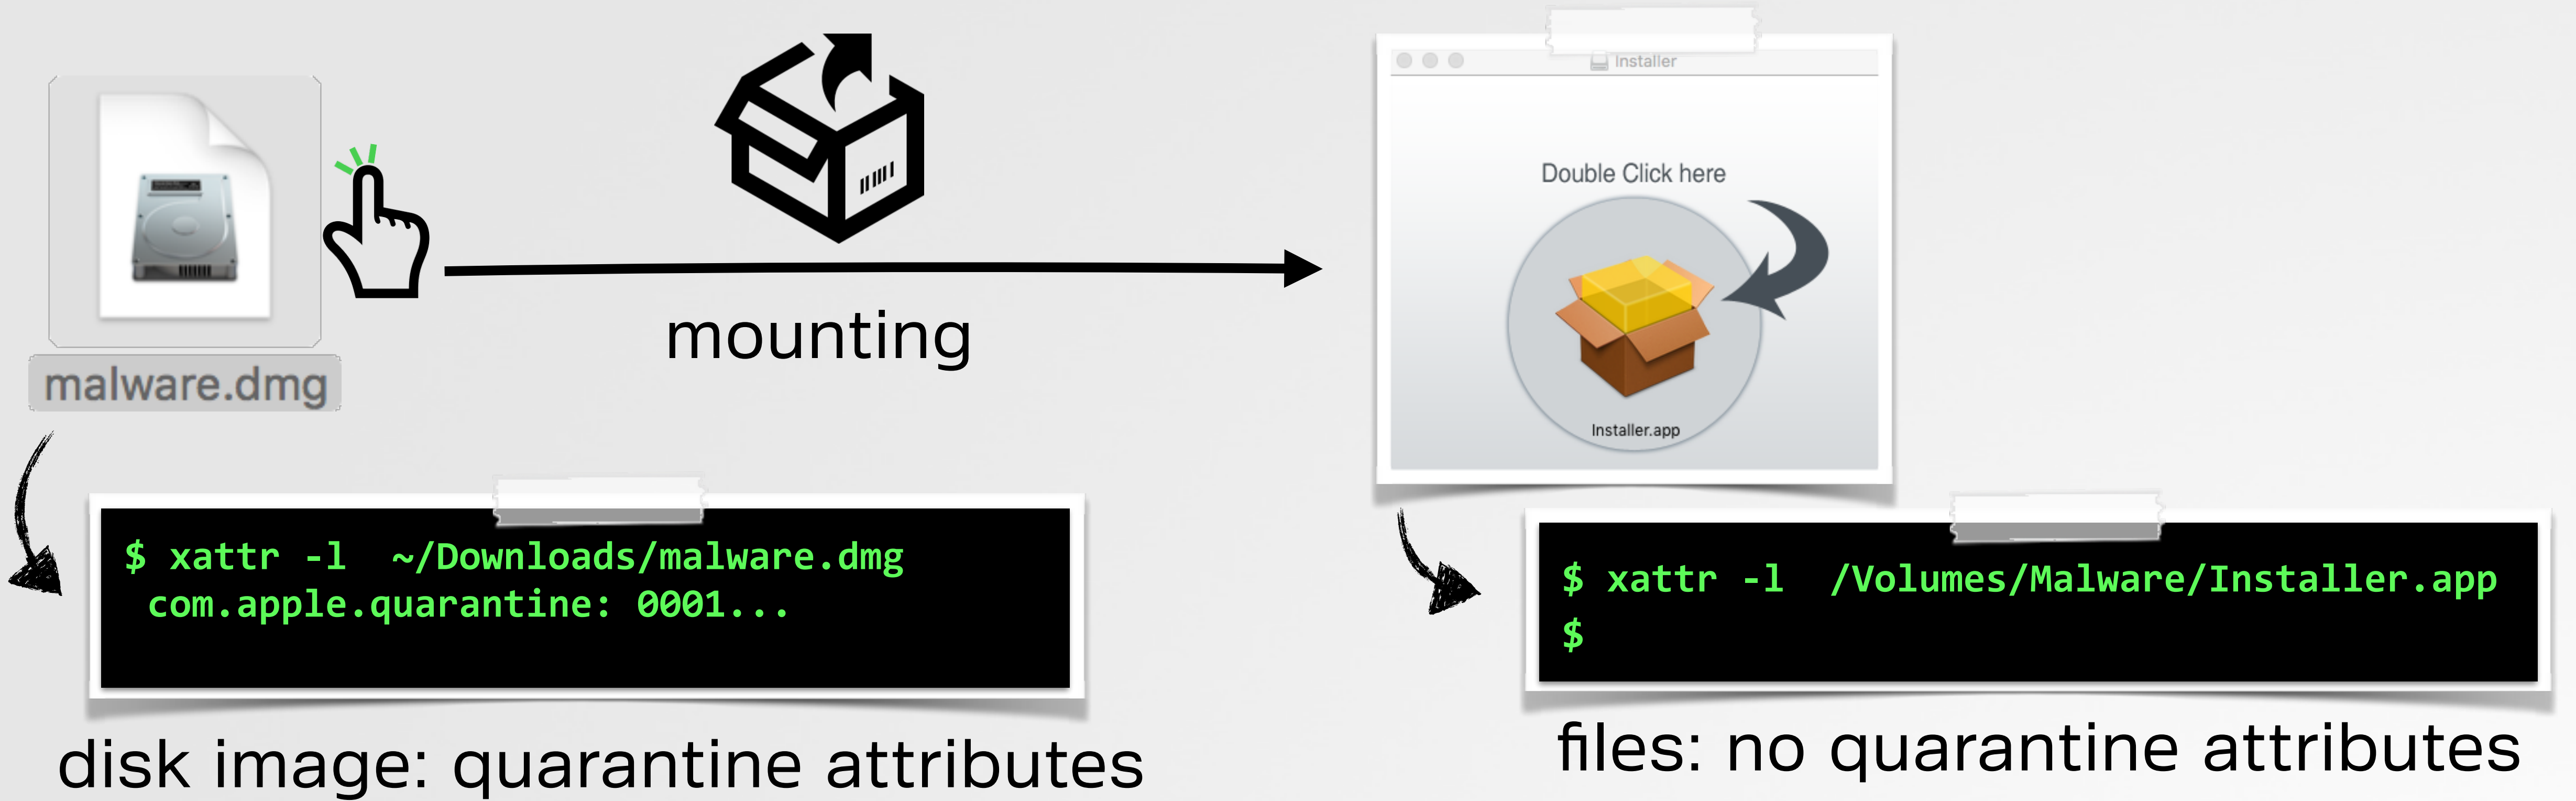 malware.dmg
mounting
Installer
Double Click here
Installer.app
$ xattr -l  ~/Downloads/malware.dmg
com.apple.quarantine: 0001...
disk image: quarantine attributes
$ xattr -l  /Volumes/Malware/Installer.app
$
files: no quarantine attributes